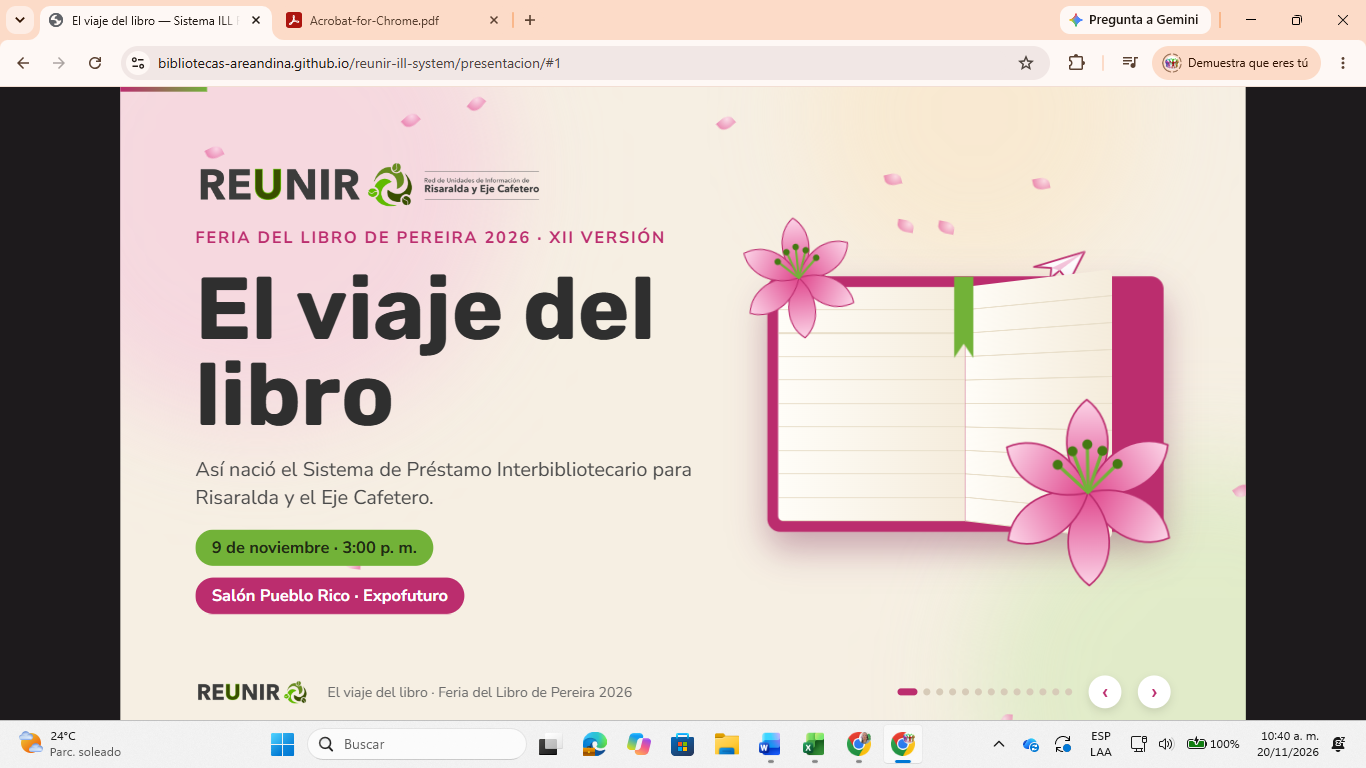 El viaje del libro — Sistema ILL
Acrobat-for-Chrome.pdf
Pregunta a Gemini
bibliotecas-areandina.github.io/reunir-ill-system/presentacion/#1
Demuestra que eres tú
REUNIR
Red de Unidades de Información de
Risaralda y Eje Cafetero
FERIA DEL LIBRO DE PEREIRA 2026 · XII VERSIÓN
El viaje del
libro
Así nació el Sistema de Préstamo Interbibliotecario para
Risaralda y el Eje Cafetero.
9 de noviembre · 3:00 p. m.
Salón Pueblo Rico · Expofuturo
REUNIR
El viaje del libro · Feria del Libro de Pereira 2026
24°C
Parc. soleado
Buscar
ESP
LAA
100%
10:40 a. m.
20/11/2026